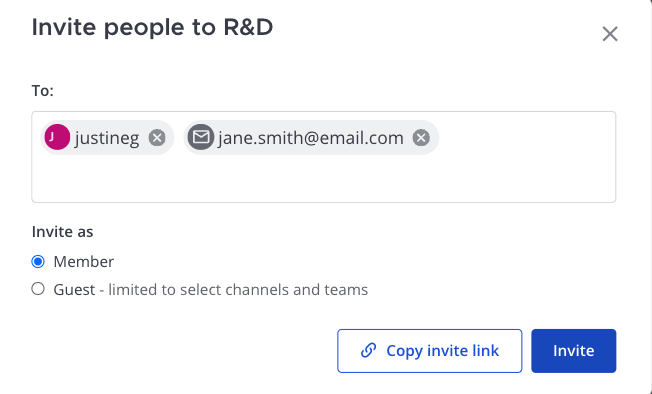 Invite people to R&D
To:
J justineg jane.smith@email.com
Invite as
Member
Guest - limited to select channels and teams
Copy invite link Invite